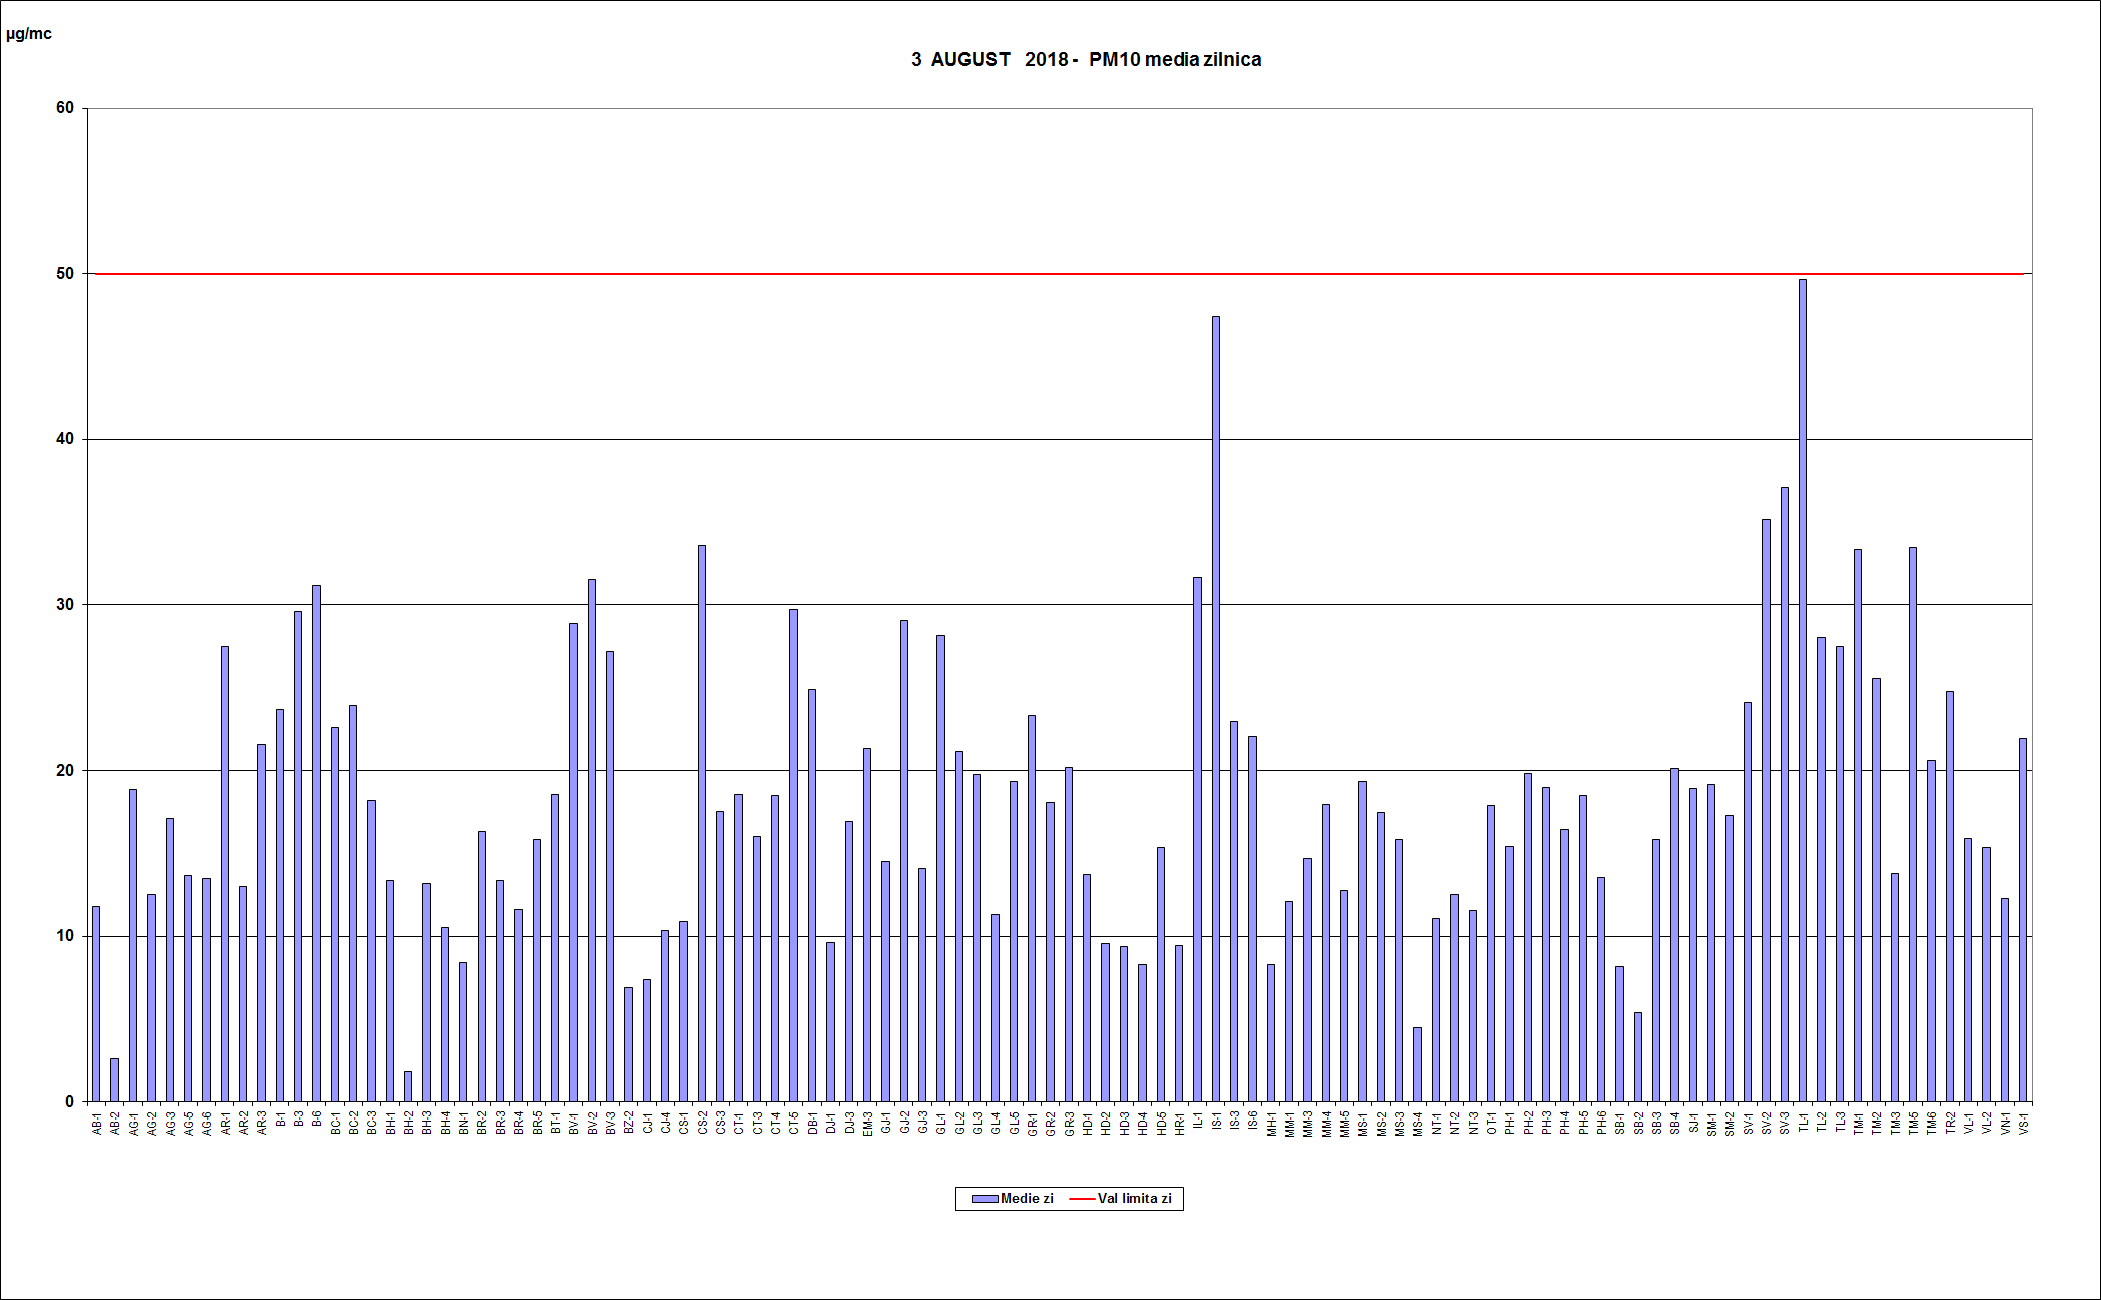 µg/mc
3 AUGUST 2018 - PM10 media zilnica
60
50
40
30
20
10
0
AB-1 AB-2 AG-1 AG-2 AG-3 AG-5 AG-6 AR-1 AR-2 AR-3 B-1 B-3 B-6 BC-1 BC-2 BC-3 BH-1 BH-2 BH-3 BH-4 BN-1 BR-2 BR-3 BR-4 BR-5 BT-1 BV-1 BV-2 BV-3 BZ-2 CJ-1 CJ-4 CS-1 CS-2 CS-3 CT-1 CT-3 CT-4 CT-5 DB-1 DJ-1 DJ-3 EM-3 GJ-1 GJ-2 GJ-3 GL-1 GL-2 GL-3 GL-4 GL-5 GR-1 GR-2 GR-3 HD-1 HD-2 HD-3 HD-4 HD-5 HR-1 IL-1 IS-1 IS-3 IS-6 MH-1 MM-1 MM-3 MM-4 MM-5 MS-1 MS-2 MS-3 MS-4 NT-1 NT-2 NT-3 OT-1 PH-1 PH-2 PH-3 PH-4 PH-5 PH-6 SB-1 SB-2 SB-3 SB-4 SJ-1 SM-1 SM-2 SV-1 SV-2 SV-3 TL-1 TL-2 TL-3 TM-1 TM-2 TM-3 TM-5 TM-6 TR-2 VL-1 VL-2 VN-1 VS-1
Medie zi Val limita zi